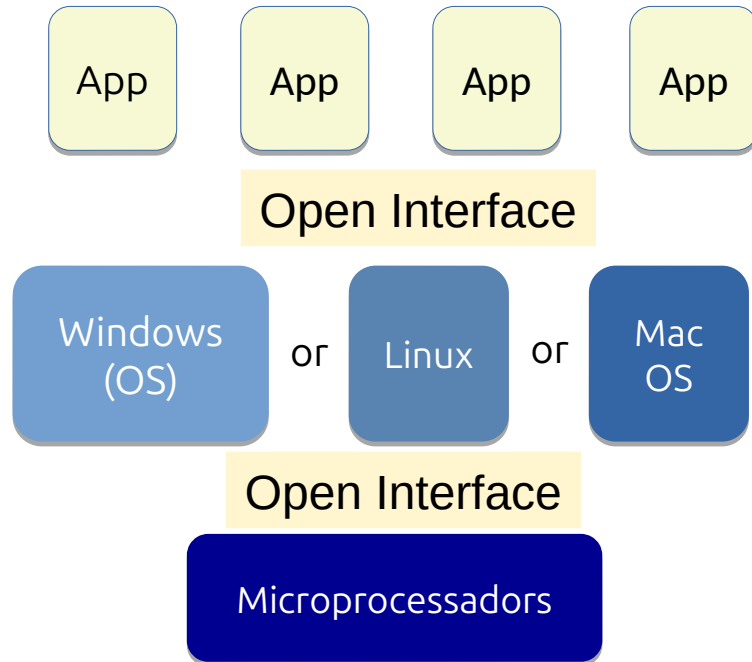 App App App App
Open Interface
Windows
(OS)
or
Linux
or
Mac
OS
Open Interface
Microprocessadors